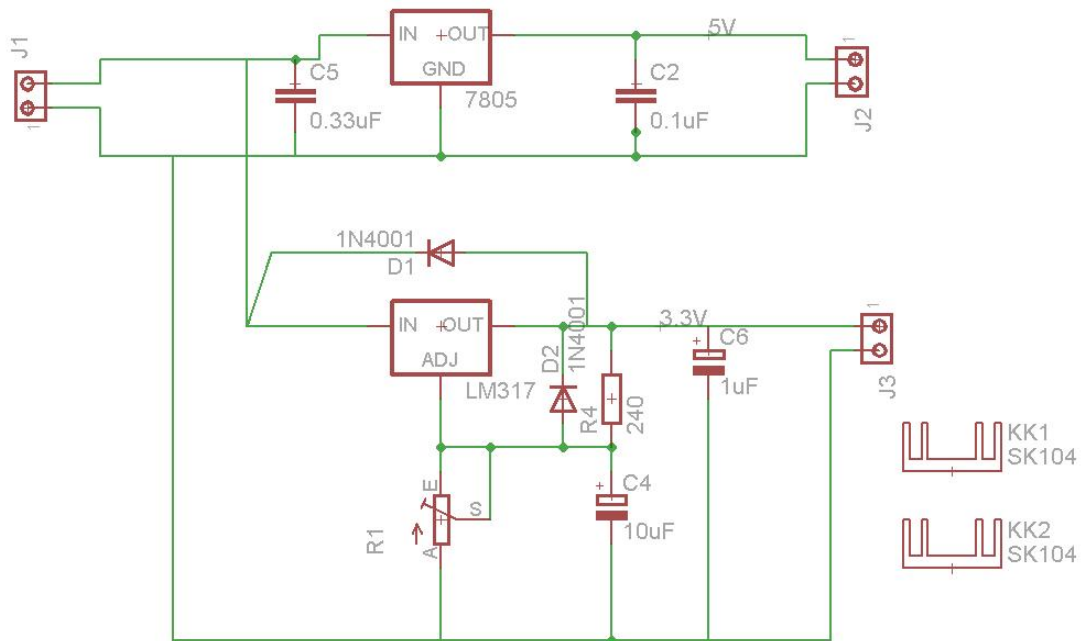 J1
1
IN
OUT
GND
7805
C5
0.33uF
5V
C2
0.1uF
1
J2
1N4001
D1
IN
OUT
ADJ
LM317
D2
1N4001
R4
240
3.3V
C6
1uF
1
J3
R1
E
S
A
C4
10uF
KK1
SK104
KK2
SK104